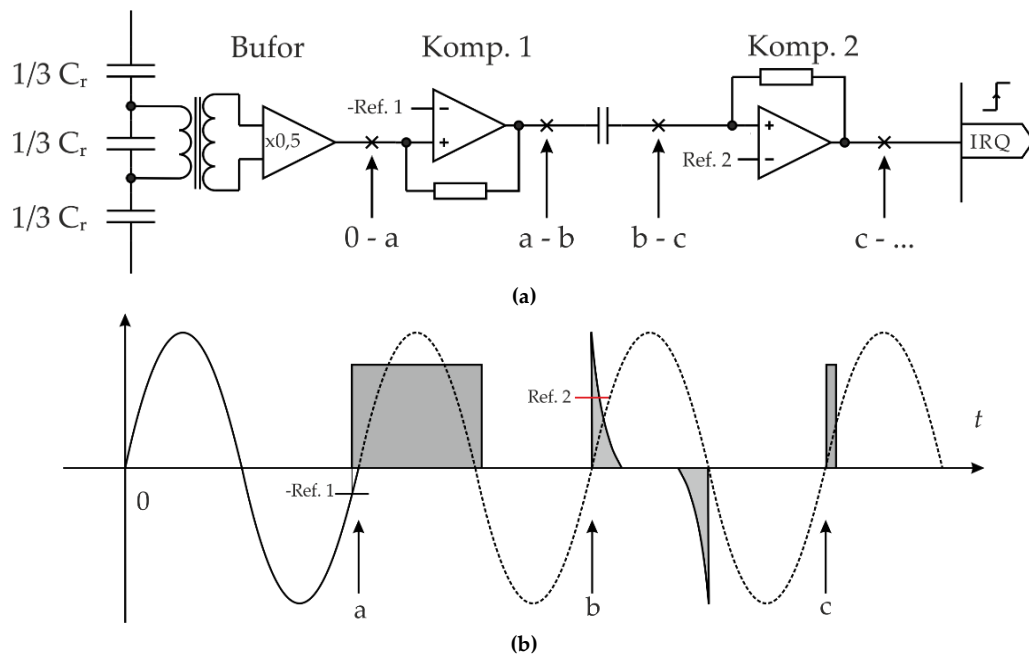 Bufor
Komp. 1
Komp. 2
1/3 Cᵣ
-Ref. 1
x0,5
1/3 Cᵣ
Ref. 2
IRQ
1/3 Cᵣ
0 - a
a - b
b - c
c - ...
(a)
Ref. 2
t
-Ref. 1
0
a
b
c
(b)